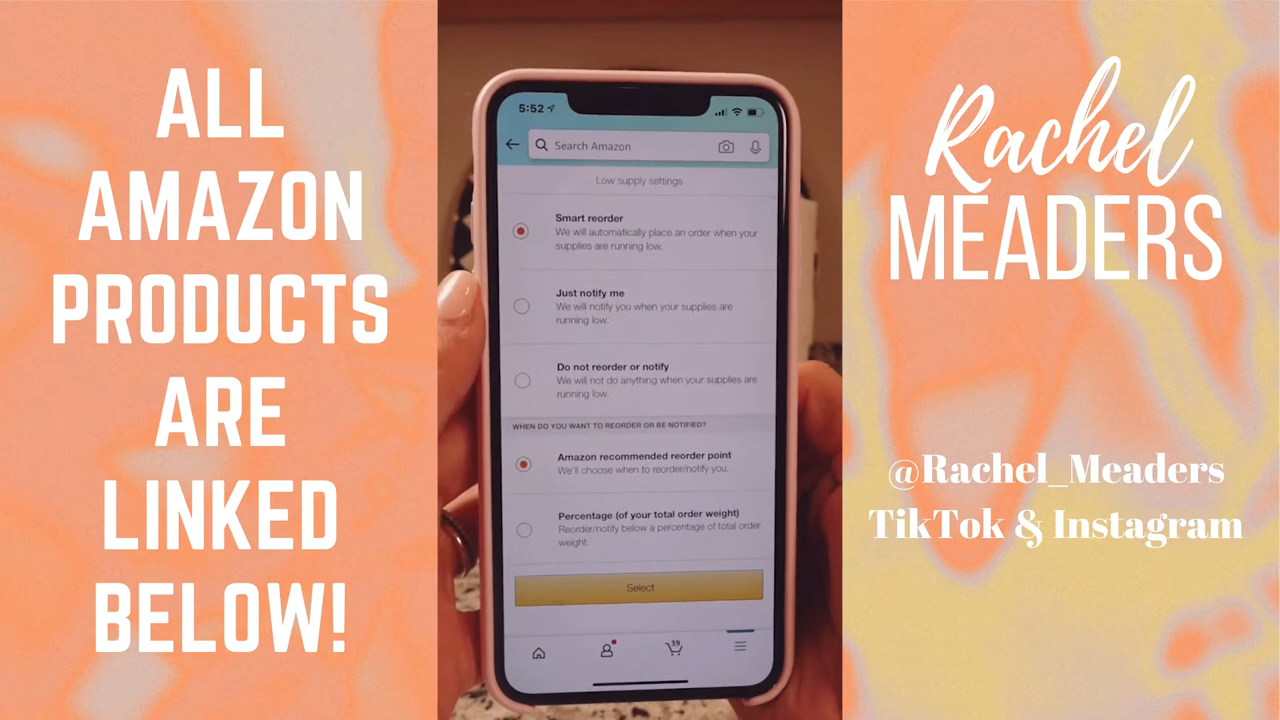 ALL
AMAZON
PRODUCTS
ARE
LINKED
BELOW!
5:52
Search Amazon
Low supply settings
Smart reorder
We will automatically place an order when your
supplies are running low.
Just notify me
We will notify you when your supplies are
running low.
Do not reorder or notify
We will not do anything when your supplies are
running low.
WHEN DO YOU WANT TO REORDER OR BE NOTIFIED?
Amazon recommended reorder point
We'll choose when to reorder/notify you.
Percentage (of your total order weight)
Reorder/notify below a percentage of total order
weight.
Select
39
Rachel
MEADERS
@Rachel_Meaders
TikTok & Instagram